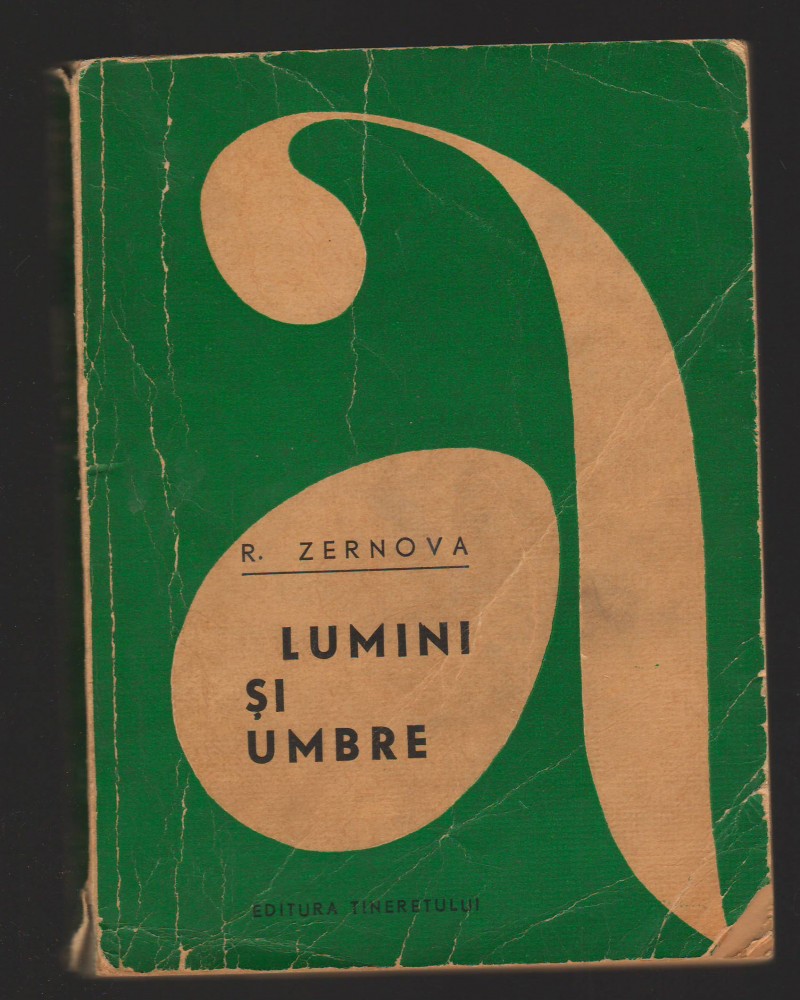 R. ZERNOVA
LUMINI
ȘI
UMBRE
EDITURA TINERETULUI